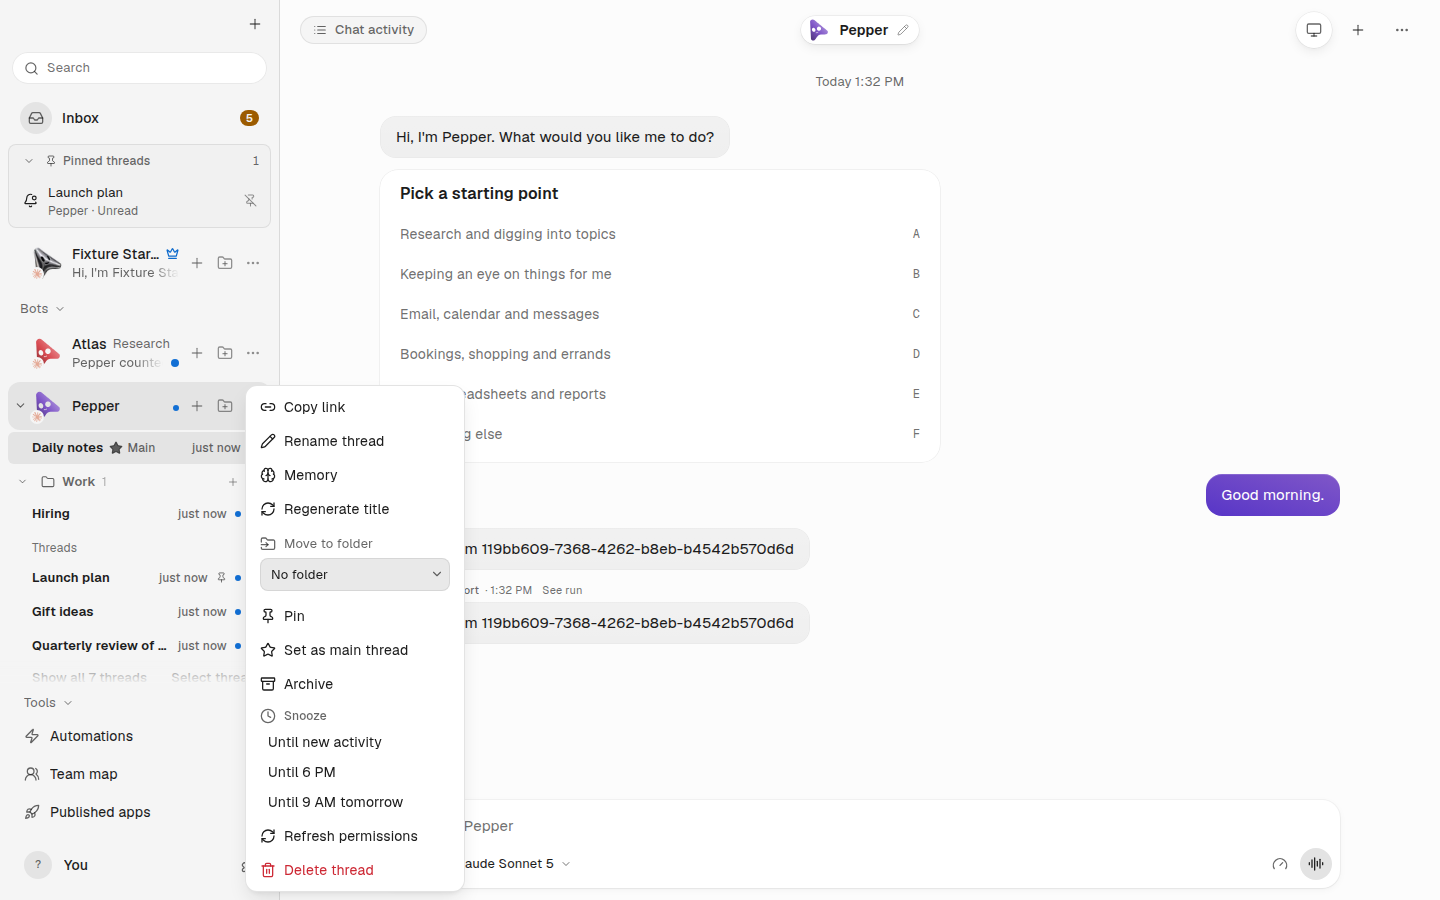 Search
Inbox
5
Pinned threads
1
Launch plan
Pepper · Unread
Fixture Star...
Hi, I'm Fixture Sta
Bots
Atlas Research
Pepper counte
Pepper
Daily notes Main just now
Work 1
Hiring just now
Threads
Launch plan just now
Gift ideas just now
Quarterly review of ... just now
Show all 7 threads Select threa
Tools
Automations
Team map
Published apps
? You
Copy link
Rename thread
Memory
Regenerate title
Move to folder
No folder
Pin
Set as main thread
Archive
Snooze
Until new activity
Until 6 PM
Until 9 AM tomorrow
Refresh permissions
Delete thread
Chat activity
Pepper
Today 1:32 PM
Hi, I'm Pepper. What would you like me to do?
Pick a starting point
Research and digging into topics A
Keeping an eye on things for me B
Email, calendar and messages C
Bookings, shopping and errands D
eadsheets and reports E
g else F
Good morning.
m 119bb609-7368-4262-b8eb-b4542b570d6d
ort · 1:32 PM See run
m 119bb609-7368-4262-b8eb-b4542b570d6d
Pepper
aude Sonnet 5